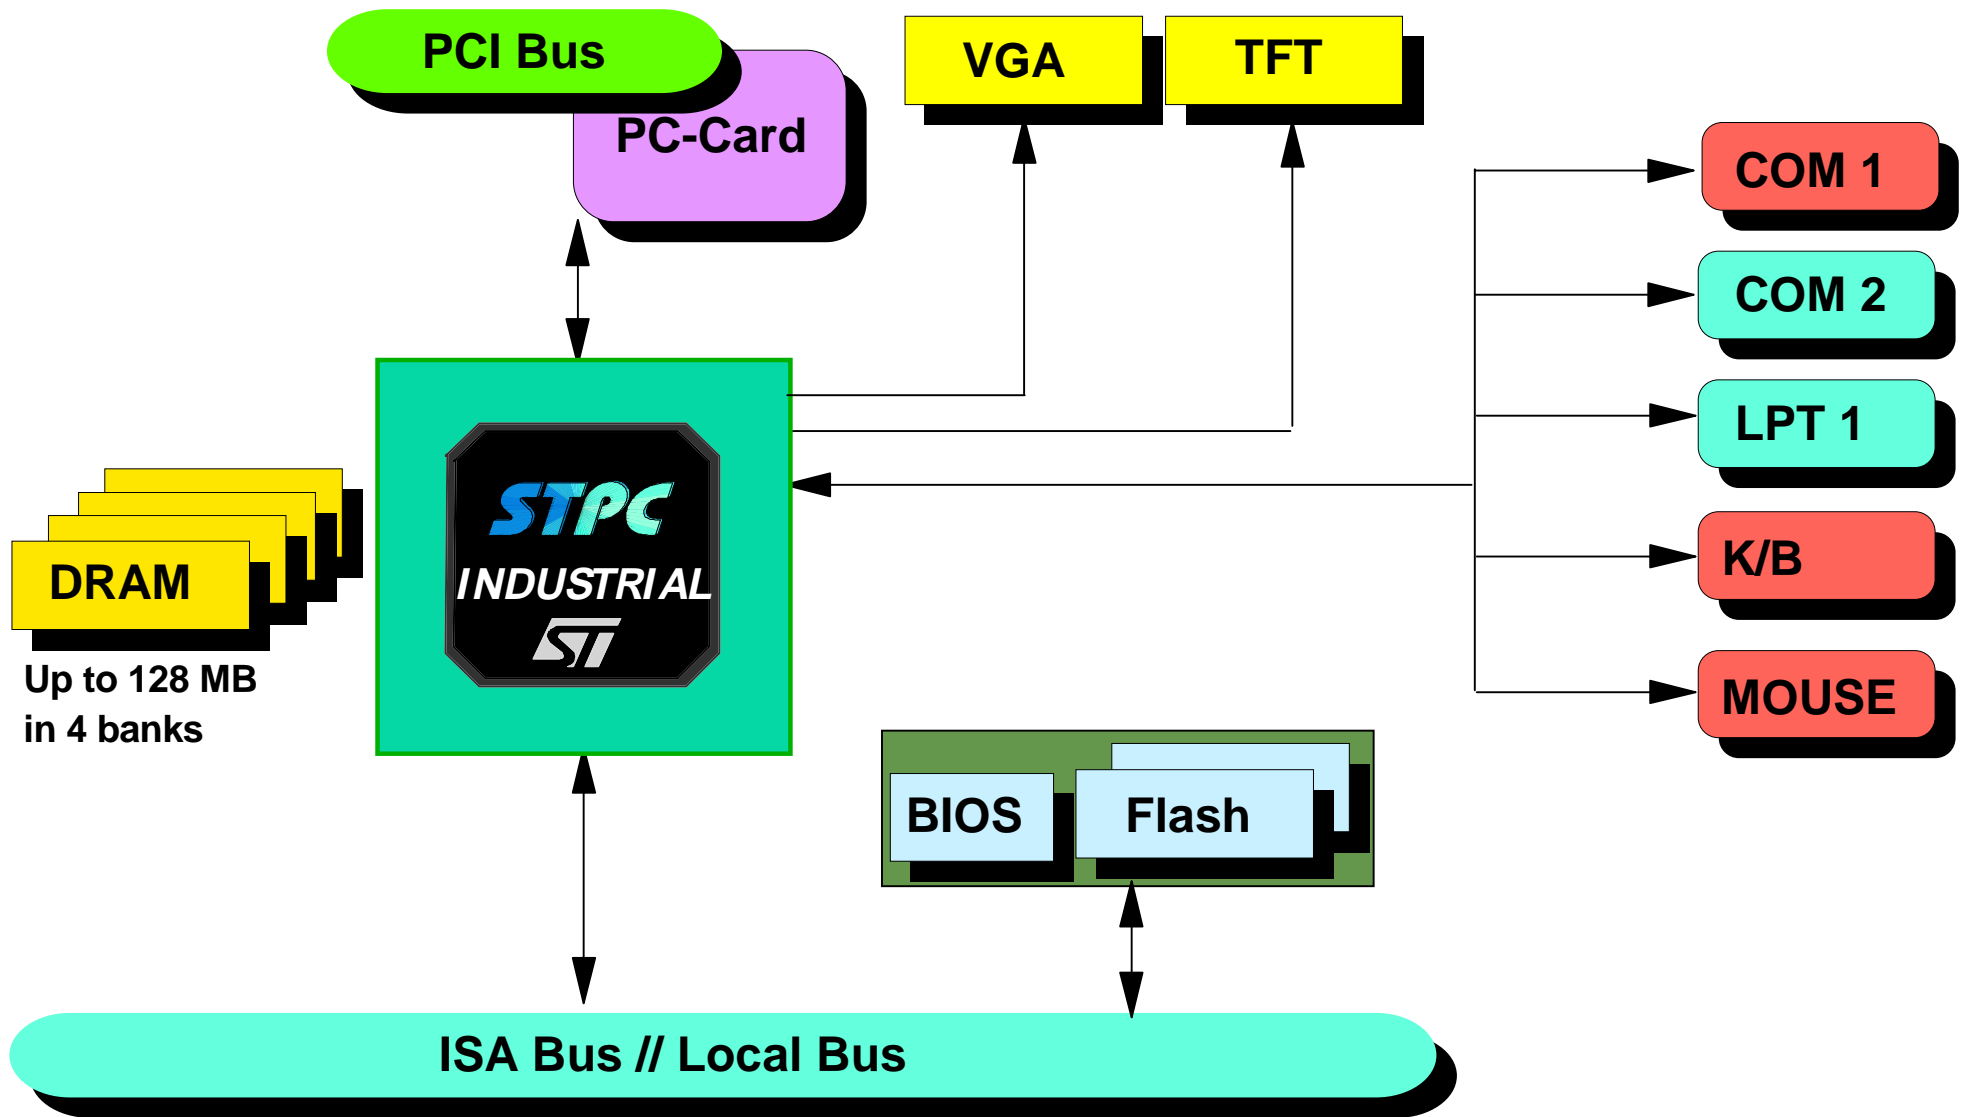 PCI Bus
PC-Card
VGA
TFT
COM 1
COM 2
LPT 1
K/B
MOUSE
STPC
INDUSTRIAL
ST
DRAM
Up to 128 MB
in 4 banks
BIOS
Flash
ISA Bus // Local Bus